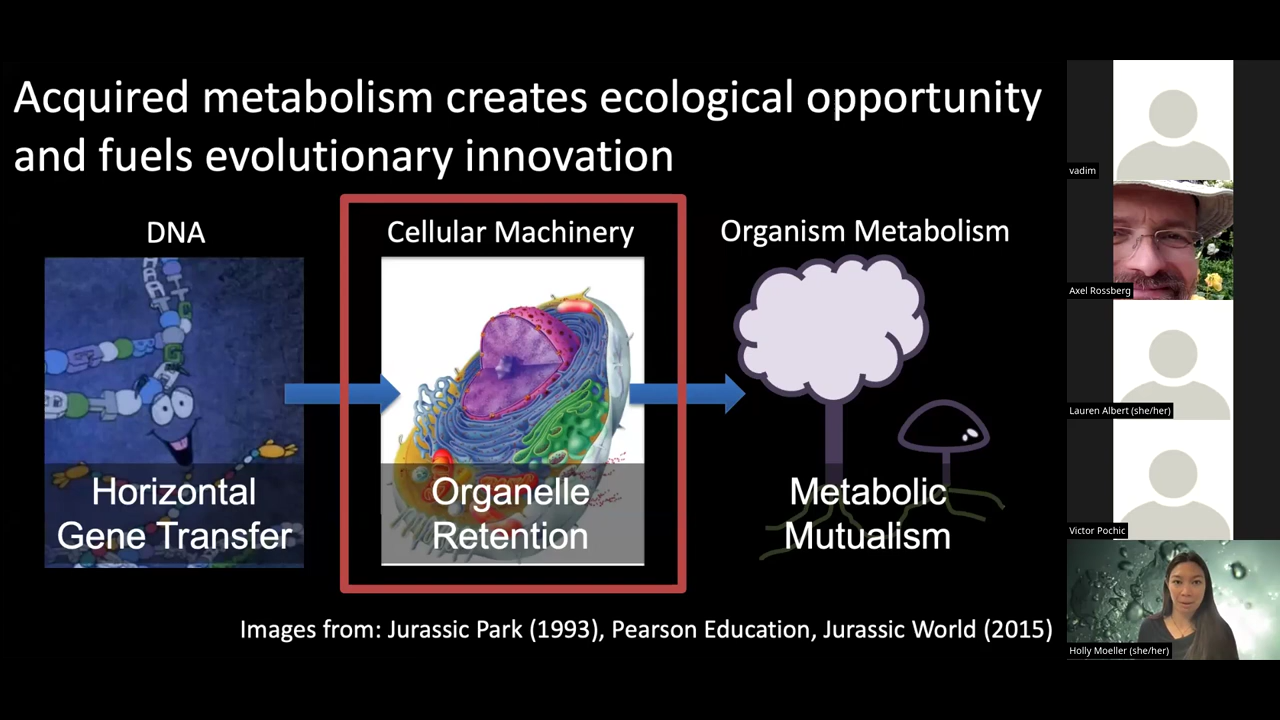 Acquired metabolism creates ecological opportunity
and fuels evolutionary innovation
DNA
Cellular Machinery
Organism Metabolism
Horizontal
Gene Transfer
Organelle
Retention
Metabolic
Mutualism
Images from: Jurassic Park (1993), Pearson Education, Jurassic World (2015)
vadim
Axel Rossberg
Lauren Albert (she/her)
Victor Pochic
Holly Moeller (she/her)